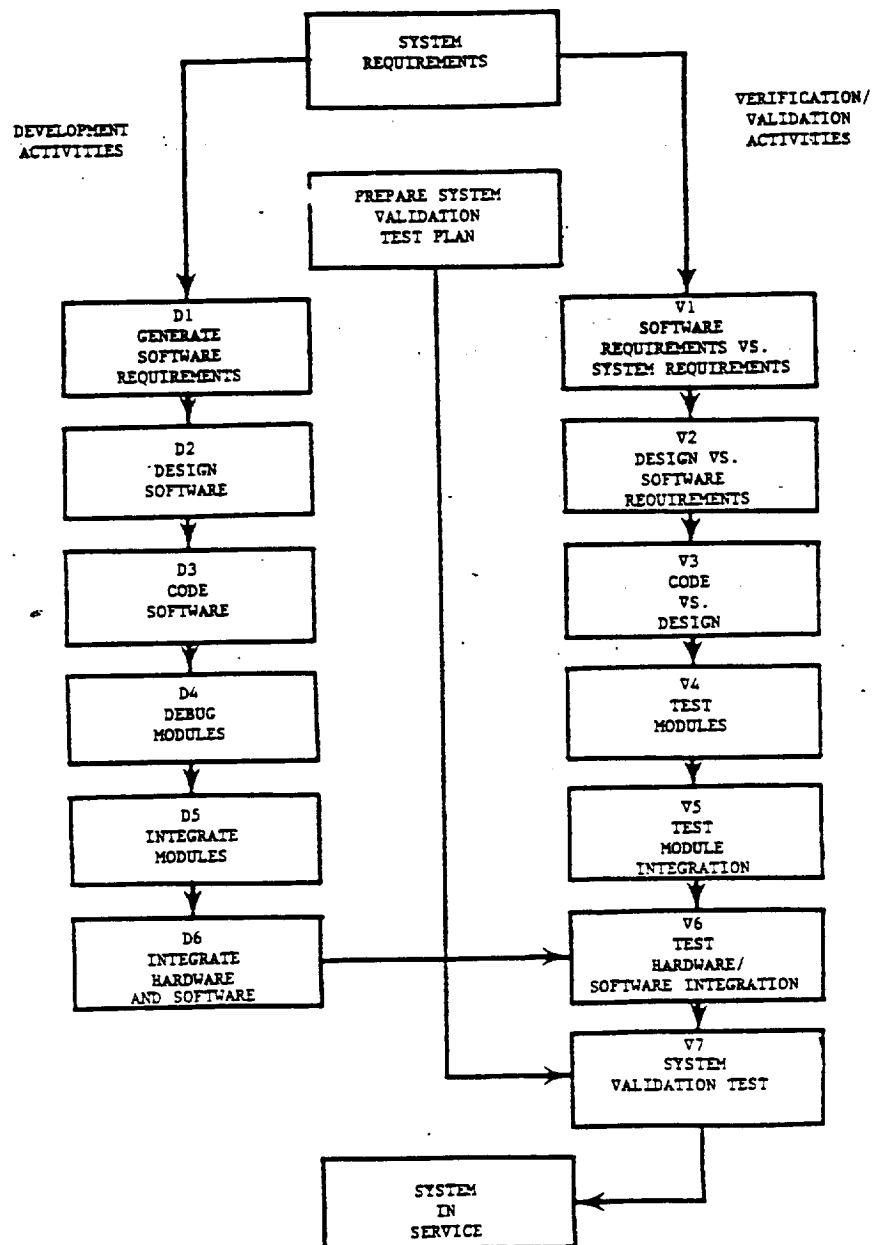 SYSTEM
REQUIREMENTS
DEVELOPMENT
ACTIVITIES
VERIFICATION/
VALIDATION
ACTIVITIES
PREPARE SYSTEM
VALIDATION
TEST PLAN
D1
GENERATE
SOFTWARE
REQUIREMENTS
D2
DESIGN
SOFTWARE
D3
CODE
SOFTWARE
D4
DEBUG
MODULES
D5
INTEGRATE
MODULES
D6
INTEGRATE
HARDWARE
AND SOFTWARE
V1
SOFTWARE
REQUIREMENTS VS.
SYSTEM REQUIREMENTS
V2
DESIGN VS.
SOFTWARE
REQUIREMENTS
V3
CODE
VS.
DESIGN
V4
TEST
MODULES
V5
TEST
MODULE
INTEGRATION
V6
TEST
HARDWARE/
SOFTWARE INTEGRATION
V7
SYSTEM
VALIDATION TEST
SYSTEM
IN
SERVICE